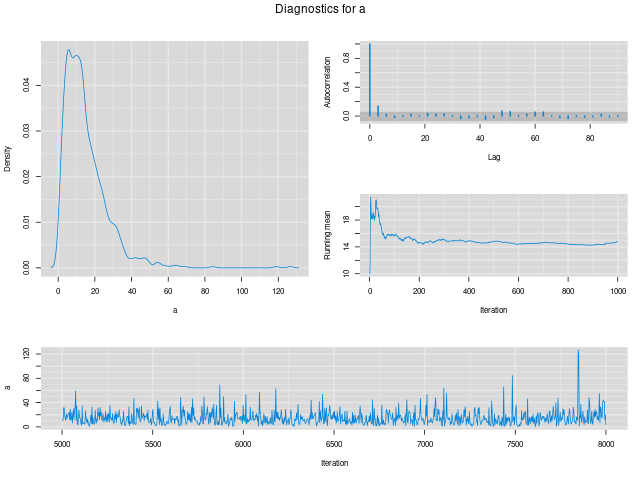 Diagnostics for a
Density
0.00 0.01 0.02 0.03 0.04
0 20 40 60 80 100 120
a
Autocorrelation
0.0 0.4 0.8
0 20 40 60 80
Lag
Running mean
10 14 18
0 200 400 600 800 1000
Iteration
a
0 40 80 120
5000 5500 6000 6500 7000 7500 8000
Iteration